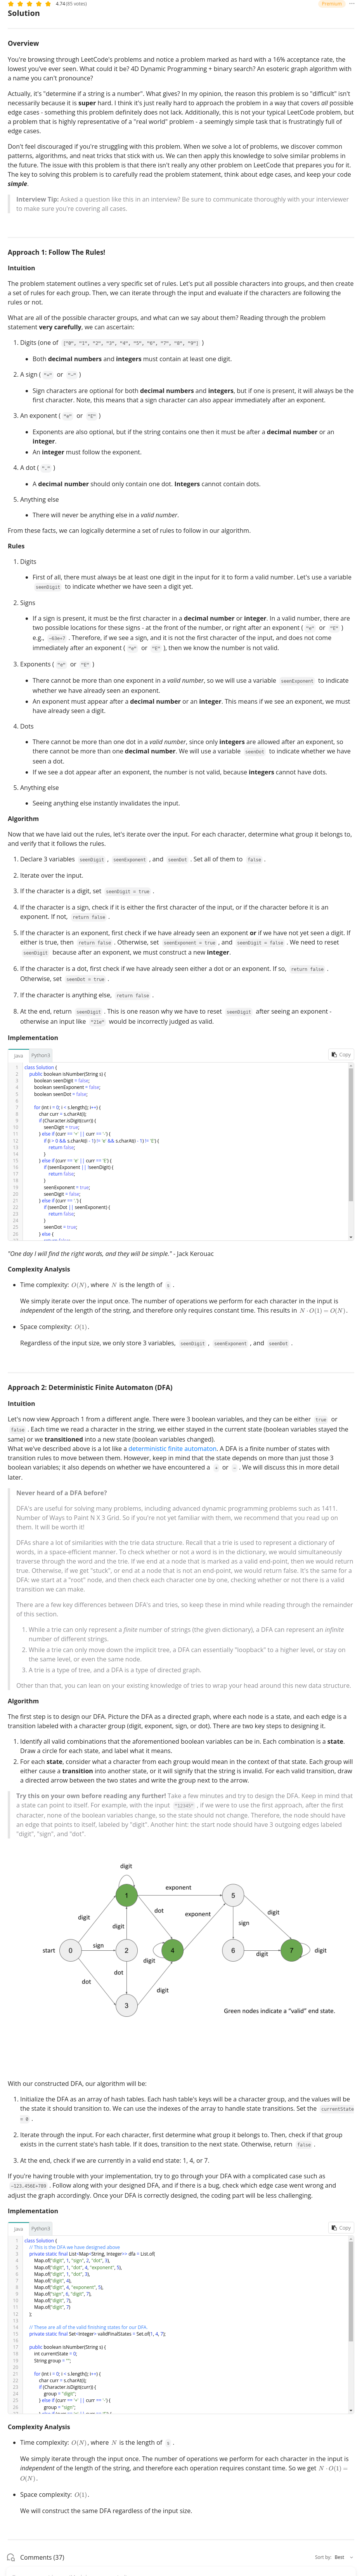 4.74 (85 votes)
Premium
Solution
Overview
You're browsing through LeetCode's problems and notice a problem marked as hard with a 16% acceptance rate, the
lowest you've ever seen. What could it be? 4D Dynamic Programming + binary search? An esoteric graph algorithm with
a name you can't pronounce?
Actually, it's "determine if a string is a number". What gives? In my opinion, the reason this problem is so "difficult" isn't
necessarily because it is super hard. I think it's just really hard to approach the problem in a way that covers all possible
edge cases - something this problem definitely does not lack. Additionally, this is not your typical LeetCode problem, but
a problem that is highly representative of a "real world" problem - a seemingly simple task that is frustratingly full of
edge cases.
Don't feel discouraged if you're struggling with this problem. When we solve a lot of problems, we discover common
patterns, algorithms, and neat tricks that stick with us. We can then apply this knowledge to solve similar problems in
the future. The issue with this problem is that there isn't really any other problem on LeetCode that prepares you for it.
The key to solving this problem is to carefully read the problem statement, think about edge cases, and keep your code
simple.
Interview Tip: Asked a question like this in an interview? Be sure to communicate thoroughly with your interviewer
to make sure you're covering all cases.
Approach 1: Follow The Rules!
Intuition
The problem statement outlines a very specific set of rules. Let's put all possible characters into groups, and then create
a set of rules for each group. Then, we can iterate through the input and evaluate if the characters are following the
rules or not.
What are all of the possible character groups, and what can we say about them? Reading through the problem
statement very carefully, we can ascertain:
1. Digits (one of ["0", "1", "2", "3", "4", "5", "6", "7", "8", "9"] )
• Both decimal numbers and integers must contain at least one digit.
2. A sign ( "+" or "-" )
• Sign characters are optional for both decimal numbers and integers, but if one is present, it will always be the
first character. Note, this means that a sign character can also appear immediately after an exponent.
3. An exponent ( "e" or "E" )
• Exponents are also optional, but if the string contains one then it must be after a decimal number or an
integer.
• An integer must follow the exponent.
4. A dot ( "." )
• A decimal number should only contain one dot. Integers cannot contain dots.
5. Anything else
• There will never be anything else in a valid number.
From these facts, we can logically determine a set of rules to follow in our algorithm.
Rules
1. Digits
• First of all, there must always be at least one digit in the input for it to form a valid number. Let's use a variable
seenDigit to indicate whether we have seen a digit yet.
2. Signs
• If a sign is present, it must be the first character in a decimal number or integer. In a valid number, there are
two possible locations for these signs - at the front of the number, or right after an exponent ( "e" or "E" )
e.g., -63e+7 . Therefore, if we see a sign, and it is not the first character of the input, and does not come
immediately after an exponent ( "e" or "E" ), then we know the number is not valid.
3. Exponents ( "e" or "E" )
• There cannot be more than one exponent in a valid number, so we will use a variable seenExponent to indicate
whether we have already seen an exponent.
• An exponent must appear after a decimal number or an integer. This means if we see an exponent, we must
have already seen a digit.
4. Dots
• There cannot be more than one dot in a valid number, since only integers are allowed after an exponent, so
there cannot be more than one decimal number. We will use a variable seenDot to indicate whether we have
seen a dot.
• If we see a dot appear after an exponent, the number is not valid, because integers cannot have dots.
5. Anything else
• Seeing anything else instantly invalidates the input.
Algorithm
Now that we have laid out the rules, let's iterate over the input. For each character, determine what group it belongs to,
and verify that it follows the rules.
1. Declare 3 variables seenDigit , seenExponent , and seenDot . Set all of them to false .
2. Iterate over the input.
3. If the character is a digit, set seenDigit = true .
4. If the character is a sign, check if it is either the first character of the input, or if the character before it is an
exponent. If not, return false .
5. If the character is an exponent, first check if we have already seen an exponent or if we have not yet seen a digit. If
either is true, then return false . Otherwise, set seenExponent = true , and seenDigit = false . We need to reset
seenDigit because after an exponent, we must construct a new integer.
6. If the character is a dot, first check if we have already seen either a dot or an exponent. If so, return false .
Otherwise, set seenDot = true .
7. If the character is anything else, return false .
8. At the end, return seenDigit . This is one reason why we have to reset seenDigit after seeing an exponent -
otherwise an input like "21e" would be incorrectly judged as valid.
Implementation
Java Python3 Copy
1 class Solution {
2 public boolean isNumber(String s) {
3 boolean seenDigit = false;
4 boolean seenExponent = false;
5 boolean seenDot = false;
6
7 for (int i = 0; i < s.length(); i++) {
8 char curr = s.charAt(i);
9 if (Character.isDigit(curr)) {
10 seenDigit = true;
11 } else if (curr == '+' || curr == '-') {
12 if (i > 0 && s.charAt(i - 1) != 'e' && s.charAt(i - 1) != 'E') {
13 return false;
14 }
15 } else if (curr == 'e' || curr == 'E') {
16 if (seenExponent || !seenDigit) {
17 return false;
18 }
19 seenExponent = true;
20 seenDigit = false;
21 } else if (curr == '.') {
22 if (seenDot || seenExponent) {
23 return false;
24 }
25 seenDot = true;
26 } else {
"One day I will find the right words, and they will be simple." - Jack Kerouac
Complexity Analysis
• Time complexity: O(N), where N is the length of s .
We simply iterate over the input once. The number of operations we perform for each character in the input is
independent of the length of the string, and therefore only requires constant time. This results in N · O(1) = O(N).
• Space complexity: O(1).
Regardless of the input size, we only store 3 variables, seenDigit , seenExponent , and seenDot .
Approach 2: Deterministic Finite Automaton (DFA)
Intuition
Let's now view Approach 1 from a different angle. There were 3 boolean variables, and they can be either true or
false . Each time we read a character in the string, we either stayed in the current state (boolean variables stayed the
same) or we transitioned into a new state (boolean variables changed).
What we've described above is a lot like a deterministic finite automaton. A DFA is a finite number of states with
transition rules to move between them. However, keep in mind that the state depends on more than just those 3
boolean variables; it also depends on whether we have encountered a + or - . We will discuss this in more detail
later.
Never heard of a DFA before?
DFA's are useful for solving many problems, including advanced dynamic programming problems such as 1411.
Number of Ways to Paint N X 3 Grid. So if you're not yet familiar with them, we recommend that you read up on
them. It will be worth it!
DFAs share a lot of similarities with the trie data structure. Recall that a trie is used to represent a dictionary of
words, in a space-efficient manner. To check whether or not a word is in the dictionary, we would simultaneously
traverse through the word and the trie. If we end at a node that is marked as a valid end-point, then we would return
true. Otherwise, if we get "stuck", or end at a node that is not an end-point, we would return false. It's the same for a
DFA: we start at a "root" node, and then check each character one by one, checking whether or not there is a valid
transition we can make.
There are a few key differences between DFA's and tries, so keep these in mind while reading through the remainder
of this section.
1. While a trie can only represent a finite number of strings (the given dictionary), a DFA can represent an infinite
number of different strings.
2. While a trie can only move down the implicit tree, a DFA can essentially "loopback" to a higher level, or stay on
the same level, or even the same node.
3. A trie is a type of tree, and a DFA is a type of directed graph.
Other than that, you can lean on your existing knowledge of tries to wrap your head around this new data structure.
Algorithm
The first step is to design our DFA. Picture the DFA as a directed graph, where each node is a state, and each edge is a
transition labeled with a character group (digit, exponent, sign, or dot). There are two key steps to designing it.
1. Identify all valid combinations that the aforementioned boolean variables can be in. Each combination is a state.
Draw a circle for each state, and label what it means.
2. For each state, consider what a character from each group would mean in the context of that state. Each group will
either cause a transition into another state, or it will signify that the string is invalid. For each valid transition, draw
a directed arrow between the two states and write the group next to the arrow.
Try this on your own before reading any further! Take a few minutes and try to design the DFA. Keep in mind that
a state can point to itself. For example, with the input "12345" , if we were to use the first approach, after the first
character, none of the boolean variables change, so the state should not change. Therefore, the node should have
an edge that points to itself, labeled by "digit". Another hint: the start node should have 3 outgoing edges labeled
"digit", "sign", and "dot".
digit
exponent
1
5
digit
dot
digit
exponent
sign
digit
start
0
sign
2
digit
4
6
digit
7
digit
dot
dot
digit
3
Green nodes indicate a "valid" end state.
With our constructed DFA, our algorithm will be:
1. Initialize the DFA as an array of hash tables. Each hash table's keys will be a character group, and the values will be
the state it should transition to. We can use the indexes of the array to handle state transitions. Set the currentState
= 0 .
2. Iterate through the input. For each character, first determine what group it belongs to. Then, check if that group
exists in the current state's hash table. If it does, transition to the next state. Otherwise, return false .
3. At the end, check if we are currently in a valid end state: 1, 4, or 7.
If you're having trouble with your implementation, try to go through your DFA with a complicated case such as
-123.456E+789 . Follow along with your designed DFA, and if there is a bug, check which edge case went wrong and
adjust the graph accordingly. Once your DFA is correctly designed, the coding part will be less challenging.
Implementation
Java Python3 Copy
1 class Solution {
2 // This is the DFA we have designed above
3 private static final List<Map<String, Integer>> dfa = List.of(
4 Map.of("digit", 1, "sign", 2, "dot", 3),
5 Map.of("digit", 1, "dot", 4, "exponent", 5),
6 Map.of("digit", 1, "dot", 3),
7 Map.of("digit", 4),
8 Map.of("digit", 4, "exponent", 5),
9 Map.of("sign", 6, "digit", 7),
10 Map.of("digit", 7),
11 Map.of("digit", 7)
12 );
13
14 // These are all of the valid finishing states for our DFA.
15 private static final Set<Integer> validFinalStates = Set.of(1, 4, 7);
16
17 public boolean isNumber(String s) {
18 int currentState = 0;
19 String group = "";
20
21 for (int i = 0; i < s.length(); i++) {
22 char curr = s.charAt(i);
23 if (Character.isDigit(curr)) {
24 group = "digit";
25 } else if (curr == '+' || curr == '-') {
26 group = "sign";
Complexity Analysis
• Time complexity: O(N), where N is the length of s .
We simply iterate through the input once. The number of operations we perform for each character in the input is
independent of the length of the string, and therefore each operation requires constant time. So we get N · O(1) =
O(N).
• Space complexity: O(1).
We will construct the same DFA regardless of the input size.
Comments (37)
Sort by: Best